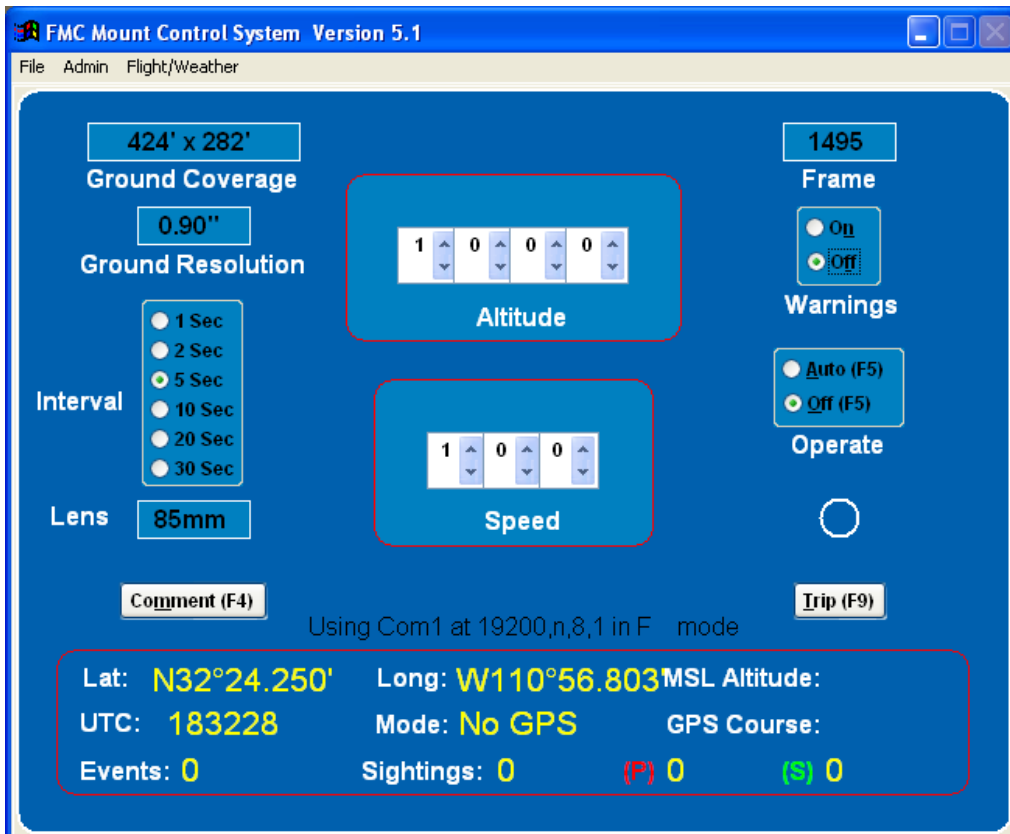 FMC Mount Control System Version 5.1
File Admin Flight/Weather
424' x 282'
Ground Coverage
0.90"
Ground Resolution
Interval
1 Sec
2 Sec
5 Sec
10 Sec
20 Sec
30 Sec
Lens 85mm
Comment (F4)
1 0 0 0
Altitude
1 0 0
Speed
1495
Frame
On
Off
Warnings
Auto (F5)
Off (F5)
Operate
Trip (F9)
Using Com1 at 19200,n,8,1 in F mode
Lat: N32°24.250' Long: W110°56.803' MSL Altitude:
UTC: 183228 Mode: No GPS GPS Course:
Events: 0 Sightings: 0 (P) 0 (S) 0